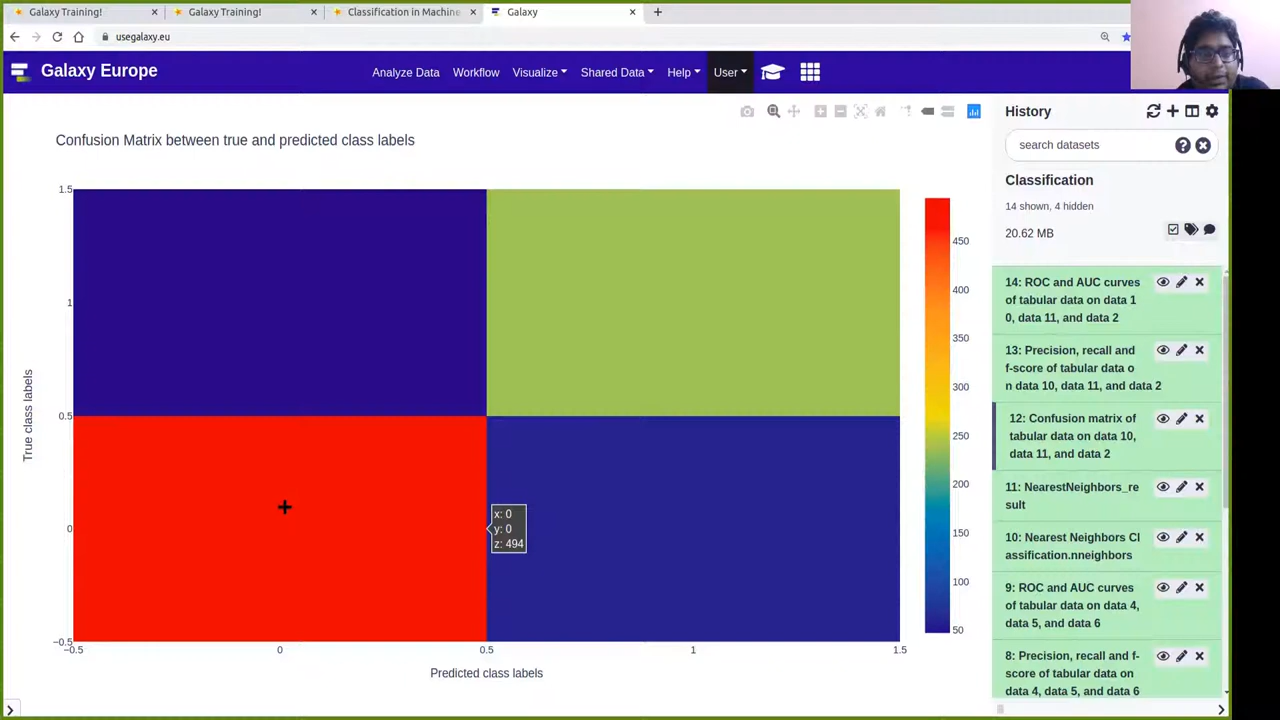 Galaxy Training!
Galaxy Training!
Classification in Machine
Galaxy
usegalaxy.eu
Galaxy Europe
Analyze Data
Workflow
Visualize
Shared Data
Help
User
Confusion Matrix between true and predicted class labels
1.5
1
0.5
0
−0.5
True class labels
−0.5
0
0.5
1
1.5
Predicted class labels
x: 0
y: 0
z: 494
450
400
350
300
250
200
150
100
50
History
search datasets
Classification
14 shown, 4 hidden
20.62 MB
14: ROC and AUC curves
of tabular data on data 1
0, data 11, and data 2
13: Precision, recall and
f-score of tabular data o
n data 10, data 11, and data 2
12: Confusion matrix of
tabular data on data 10,
data 11, and data 2
11: NearestNeighbors_re
sult
10: Nearest Neighbors Cl
assification.nneighbors
9: ROC and AUC curves
of tabular data on data 4,
data 5, and data 6
8: Precision, recall and f-
score of tabular data on
data 4, data 5, and data 6